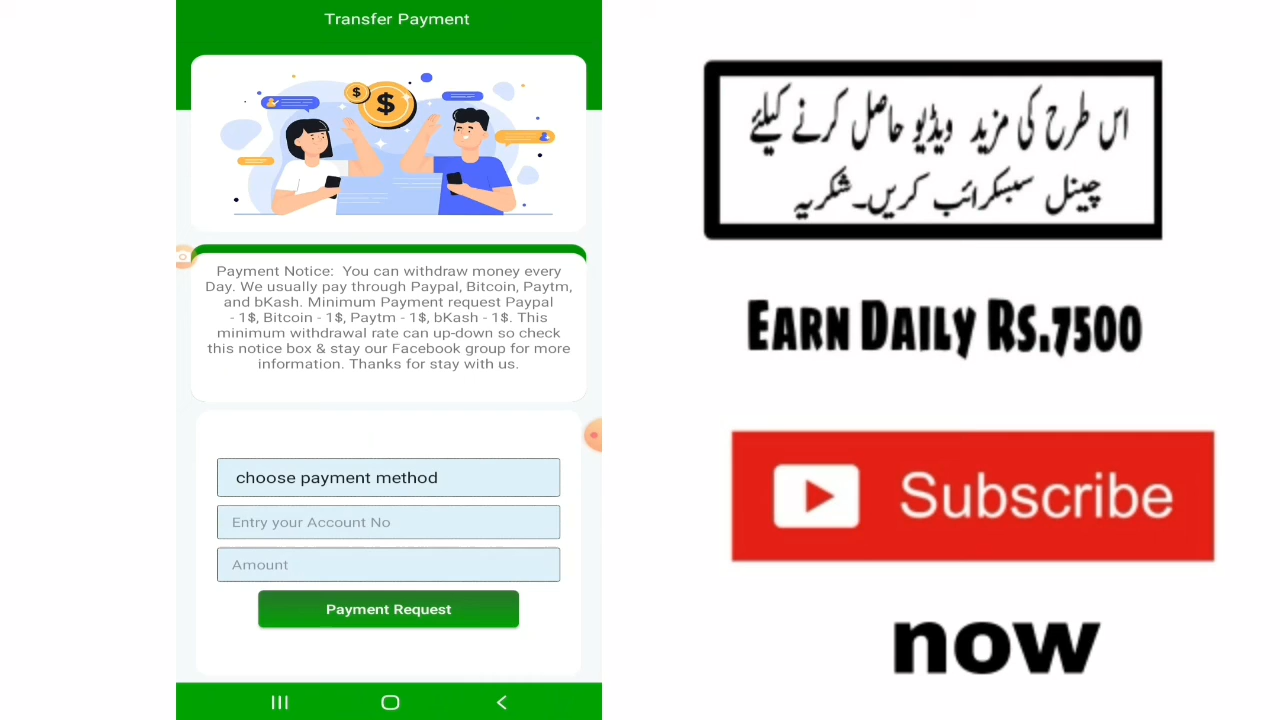 Transfer Payment
Payment Notice: You can withdraw money every
Day. We usually pay through Paypal, Bitcoin, Paytm,
and bKash. Minimum Payment request Paypal
- 1$, Bitcoin - 1$, Paytm - 1$, bKash - 1$. This
minimum withdrawal rate can up-down so check
this notice box & stay our Facebook group for more
information. Thanks for stay with us.
choose payment method
Entry your Account No
Amount
Payment Request
اس طرح کی مزید ویڈیو حاصل کرنے کیلئے
چینل سبسکرائب کریں۔شکریہ
EARN DAILY RS.7500
Subscribe
now